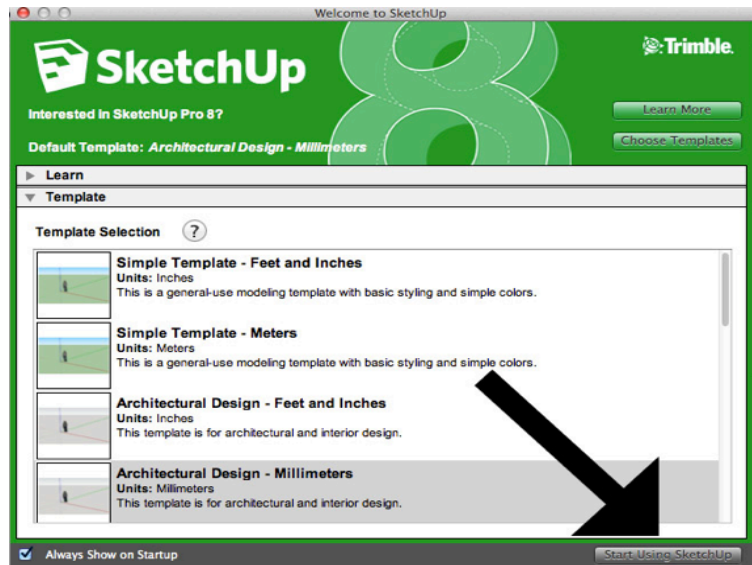 Welcome to SketchUp
SketchUp
Trimble.
8
Interested in SketchUp Pro 8?
Learn More
Default Template: Architectural Design - Millimeters
Choose Templates
Learn
Template
Template Selection ?
Simple Template - Feet and Inches
Units: Inches
This is a general-use modeling template with basic styling and simple colors.
Simple Template - Meters
Units: Meters
This is a general-use modeling template with basic styling and simple colors.
Architectural Design - Feet and Inches
Units: Inches
This template is for architectural and interior design.
Architectural Design - Millimeters
Units: Millimeters
This template is for architectural and interior design.
Always Show on Startup
Start Using SketchUp